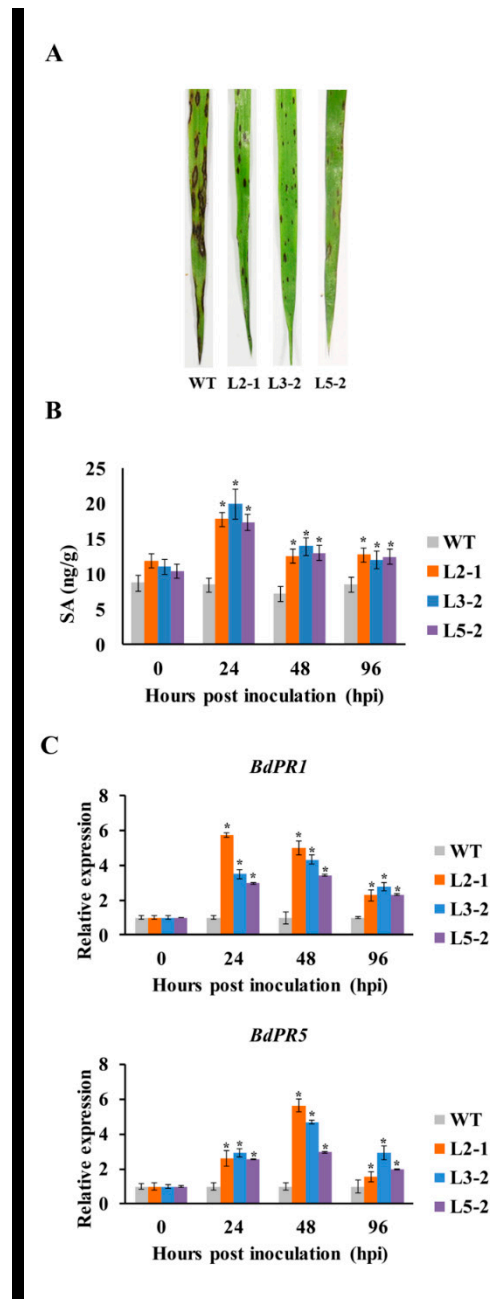 A
WT L2-1 L3-2 L5-2
B
25
20
15
10
5
0
SA (ng/g)
* * *
* * *
* * *
0 24 48 96
Hours post inoculation (hpi)
WT
L2-1
L3-2
L5-2
C
BdPR1
8
6
4
2
0
Relative expression
* * *
* * *
* * *
0 24 48 96
Hours post inoculation (hpi)
WT
L2-1
L3-2
L5-2
BdPR5
8
6
4
2
0
Relative expression
* * *
* * *
* * *
0 24 48 96
Hours post inoculation (hpi)
WT
L2-1
L3-2
L5-2